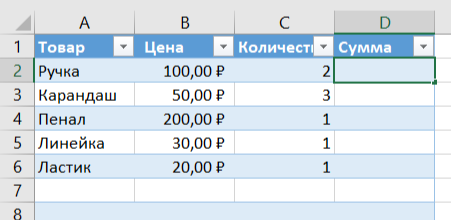 A B C D
1 Товар Цена Количест Сумма
2 Ручка 100,00 ₽ 2
3 Карандаш 50,00 ₽ 3
4 Пенал 200,00 ₽ 1
5 Линейка 30,00 ₽ 1
6 Ластик 20,00 ₽ 1
7
8